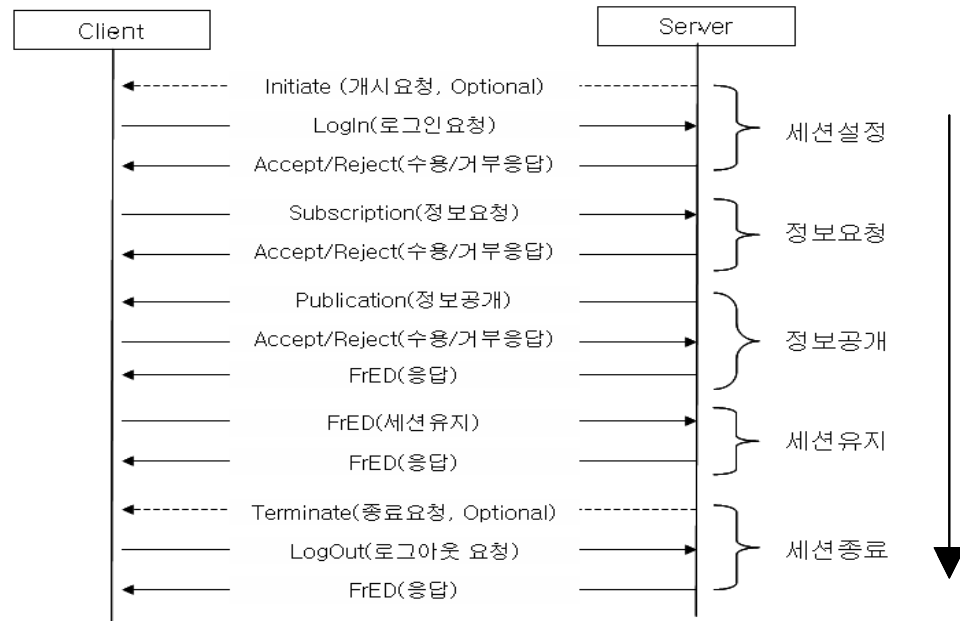 Client
Server
Initiate (개시요청, Optional)
LogIn(로그인요청)
Accept/Reject(수용/거부응답)
세션설정
Subscription(정보요청)
Accept/Reject(수용/거부응답)
정보요청
Publication(정보공개)
Accept/Reject(수용/거부응답)
FrED(응답)
정보공개
FrED(세션유지)
FrED(응답)
세션유지
Terminate(종료요청, Optional)
LogOut(로그아웃 요청)
FrED(응답)
세션종료